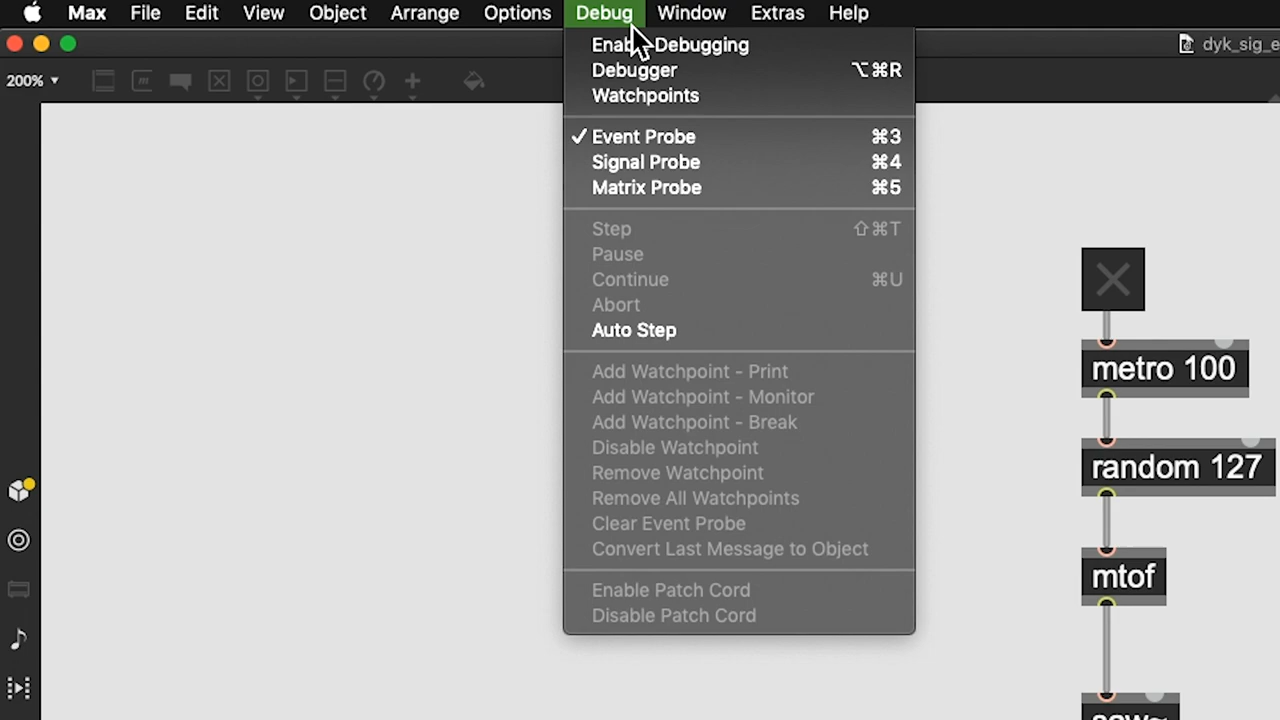 Max File Edit View Object Arrange Options Debug Window Extras Help
dyk_sig_e
200%
Debugging
Debugger ⌥⌘R
Watchpoints
✓ Event Probe ⌘3
Signal Probe ⌘4
Matrix Probe ⌘5
Step ⇧⌘T
Pause
Continue ⌘U
Abort
Auto Step
Add Watchpoint - Print
Add Watchpoint - Monitor
Add Watchpoint - Break
Disable Watchpoint
Remove Watchpoint
Remove All Watchpoints
Clear Event Probe
Convert Last Message to Object
Enable Patch Cord
Disable Patch Cord
metro 100
random 127
mtof